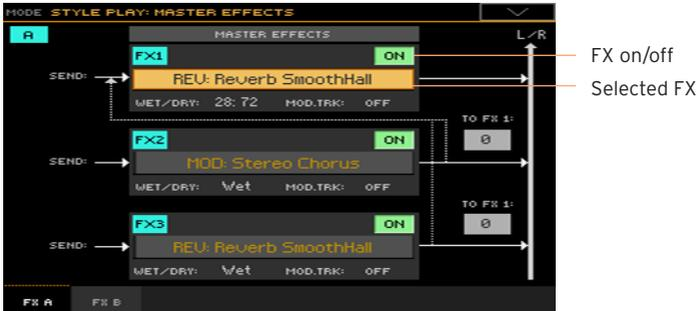 MODE STYLE PLAY: MASTER EFFECTS
A
MASTER EFFECTS
L/R
FX1
ON
FX on/off
SEND:
REV: Reverb SmoothHall
Selected FX
WET/DRY: 28:72 MOD.TRK: OFF
TO FX 1:
FX2
ON
0
SEND:
MOD: Stereo Chorus
WET/DRY: Wet MOD.TRK: OFF
TO FX 1:
FX3
ON
0
SEND:
REV: Reverb SmoothHall
WET/DRY: Wet MOD.TRK: OFF
FX A FX B